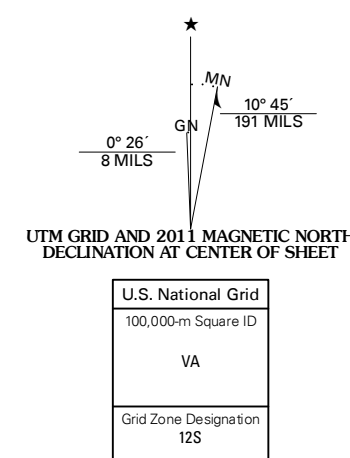 ★
MN
GN
10° 45´
191 MILS
0° 26´
8 MILS
UTM GRID AND 2011 MAGNETIC NORTH
DECLINATION AT CENTER OF SHEET
U.S. National Grid
100,000-m Square ID
VA
Grid Zone Designation
12S